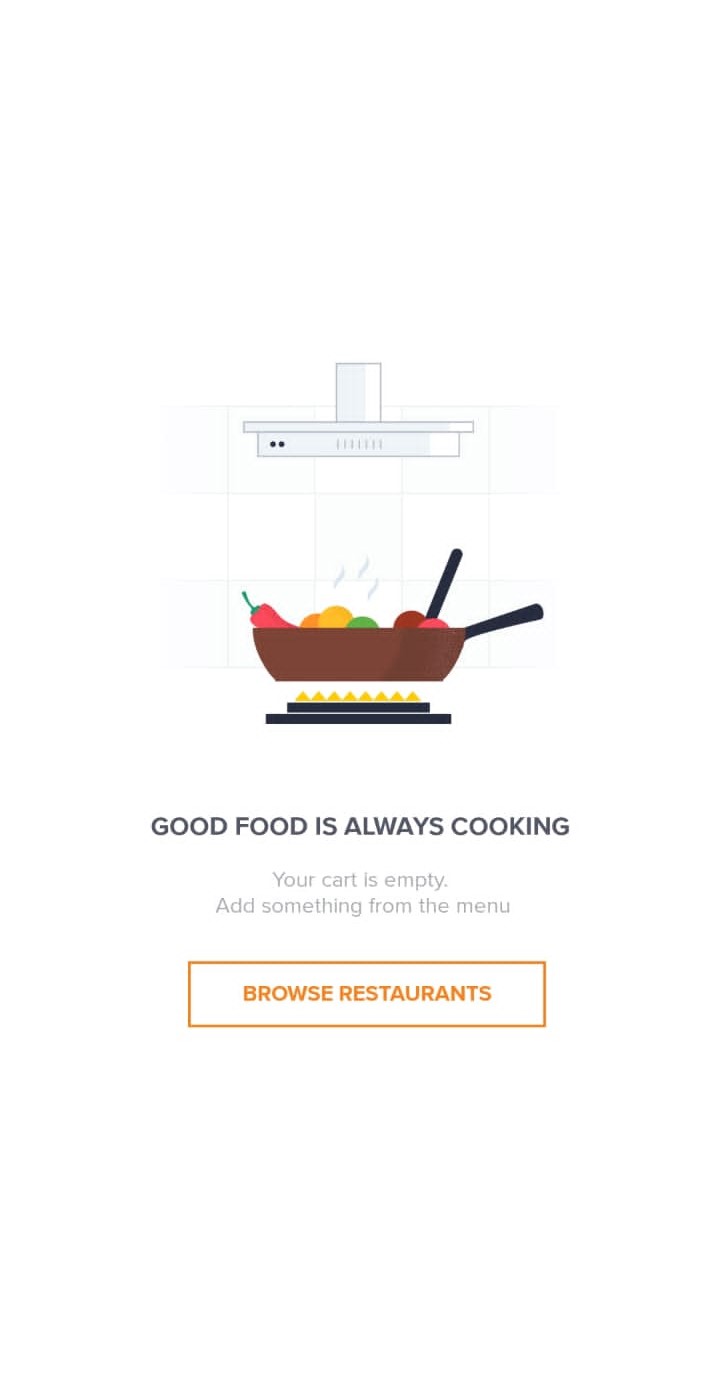 GOOD FOOD IS ALWAYS COOKING
Your cart is empty.
Add something from the menu
BROWSE RESTAURANTS